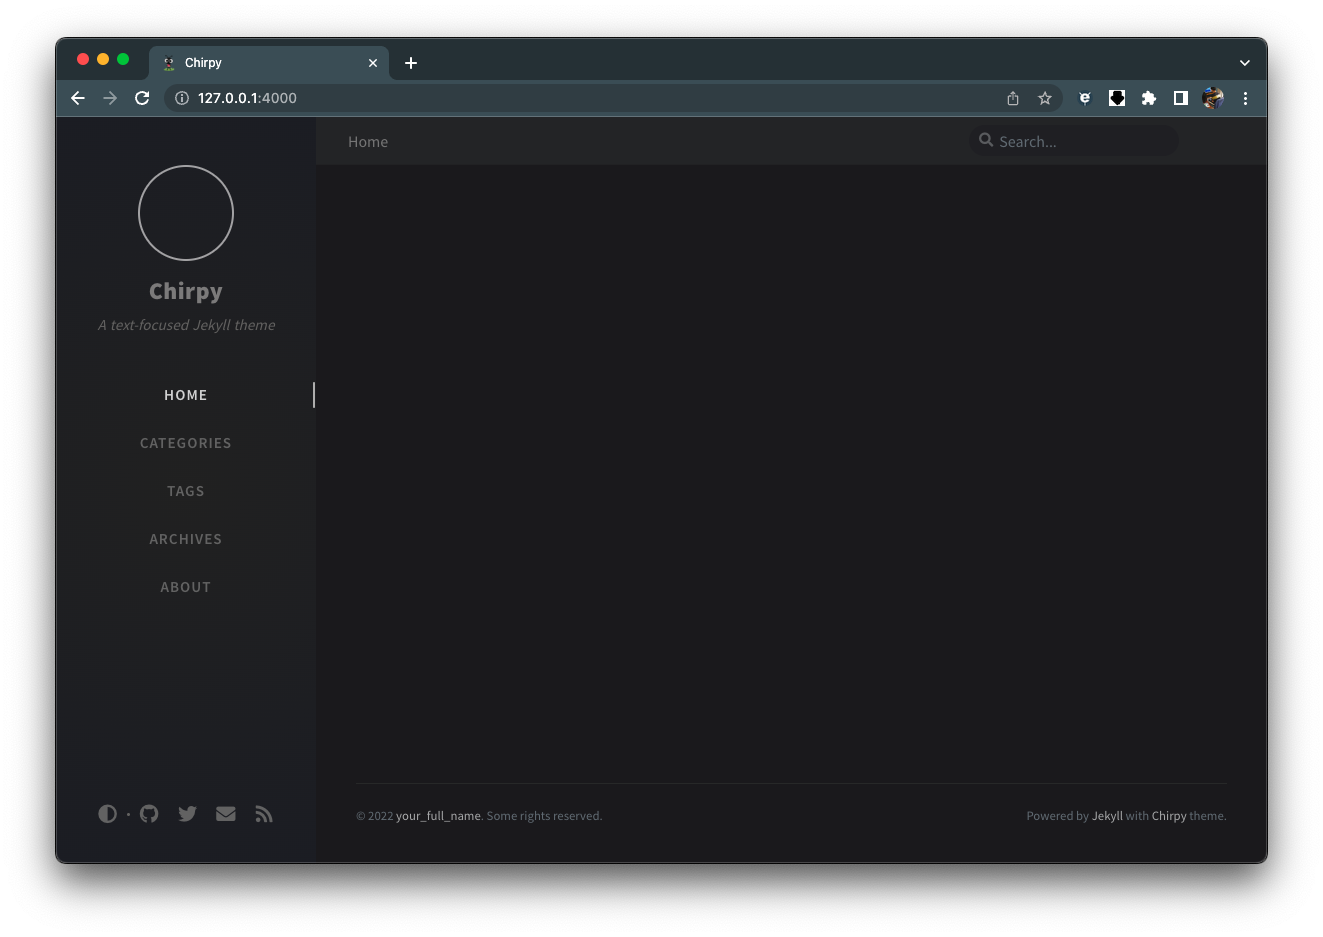 Chirpy
127.0.0.1:4000
Home
Search...
Chirpy
A text-focused Jekyll theme
HOME
CATEGORIES
TAGS
ARCHIVES
ABOUT
© 2022 your_full_name. Some rights reserved.
Powered by Jekyll with Chirpy theme.